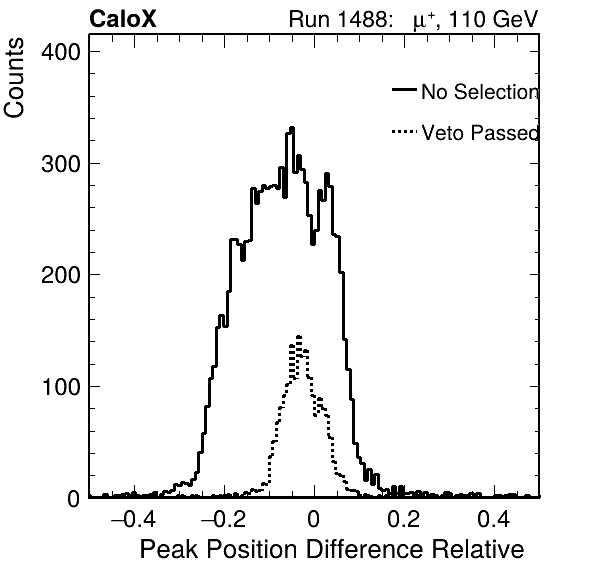 CaloX Run 1488: μ⁺, 110 GeV
Counts
400
No Selection
Veto Passed
300
200
100
0
−0.4 −0.2 0 0.2 0.4
Peak Position Difference Relative